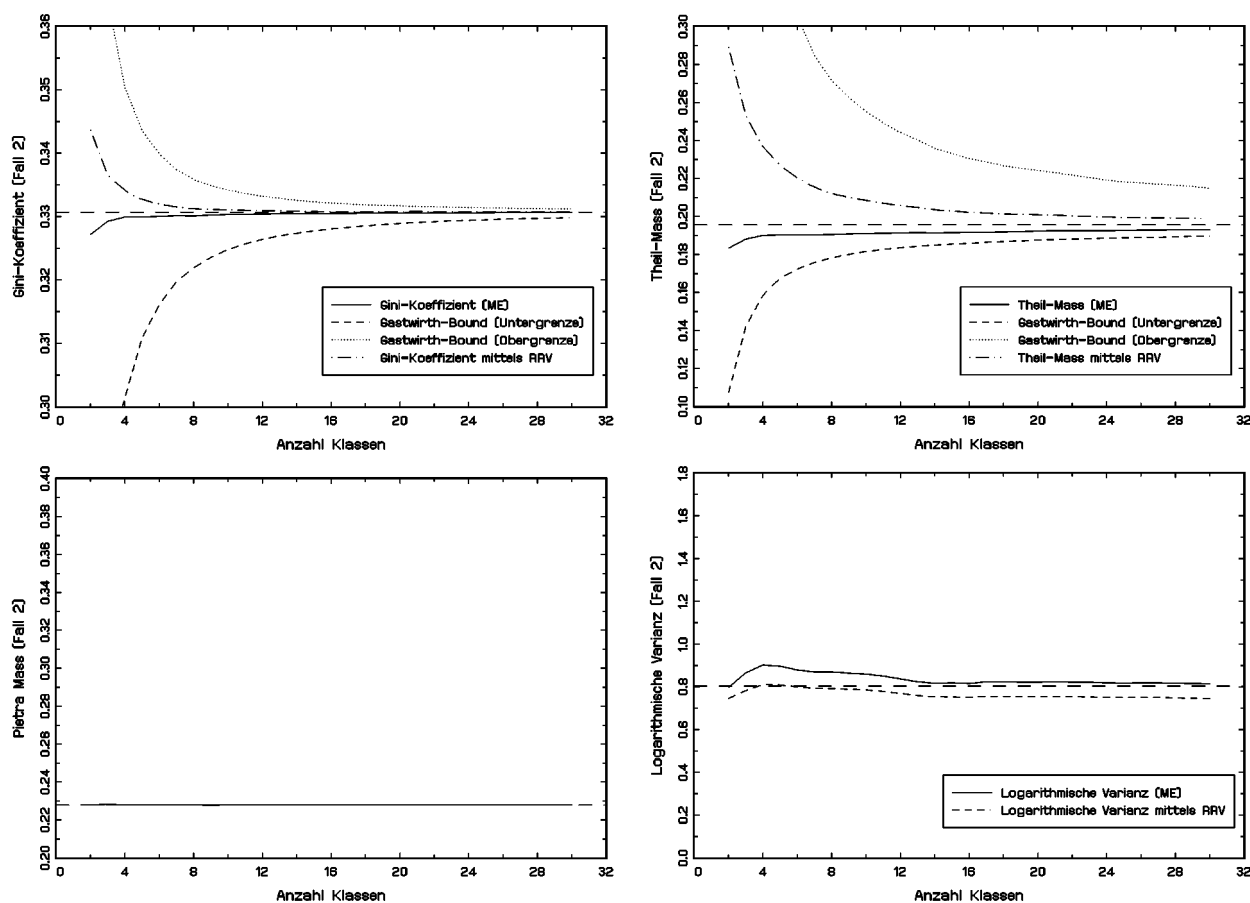 Gini-Koeffizient (Fall 2)
0.36
0.35
0.34
0.33
0.32
0.31
0.30
Gini-Koeffizient (ME)
Gastwirth-Bound (Untergrenze)
Gastwirth-Bound (Obergrenze)
Gini-Koeffizient mittels RRV
0 4 8 12 16 20 24 28 32
Anzahl Klassen
Theil-Mass (Fall 2)
0.30
0.28
0.26
0.24
0.22
0.20
0.18
0.16
0.14
0.12
0.10
Theil-Mass (ME)
Gastwirth-Bound (Untergrenze)
Gastwirth-Bound (Obergrenze)
Theil-Mass mittels RRV
0 4 8 12 16 20 24 28 32
Anzahl Klassen
Pietra Mass (Fall 2)
0.40
0.38
0.36
0.34
0.32
0.30
0.28
0.26
0.24
0.22
0.20
0 4 8 12 16 20 24 28 32
Anzahl Klassen
Logarithmische Varianz (Fall 2)
1.8
1.6
1.4
1.2
1.0
0.8
0.6
0.4
0.2
0.0
Logarithmische Varianz (ME)
Logarithmische Varianz mittels RRV
0 4 8 12 16 20 24 28 32
Anzahl Klassen